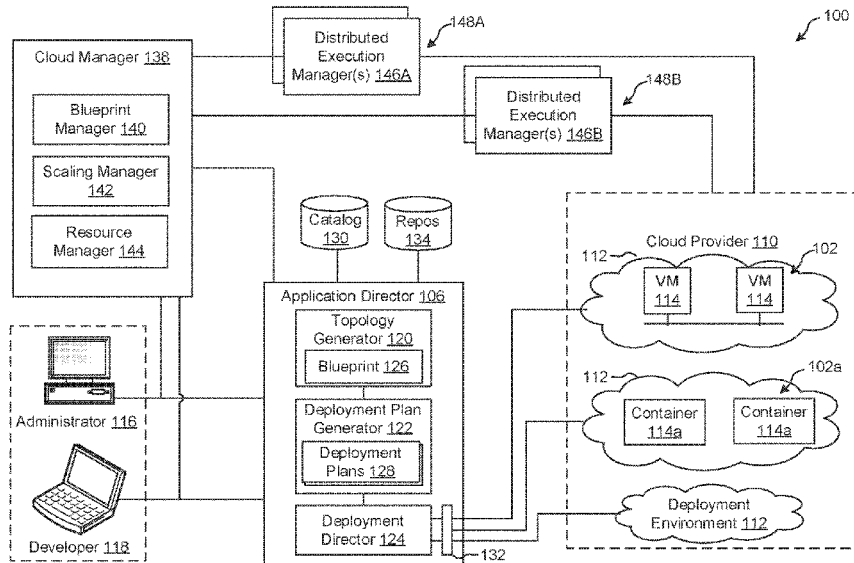 100
148A
Distributed
Execution
Manager(s) 146A
Cloud Manager 138
148B
Distributed
Execution
Manager(s) 146B
Blueprint
Manager 140
Scaling Manager
142
Resource
Manager 144
Catalog
130
Repos
134
Cloud Provider 110
112
102
VM
114
VM
114
Application Director 106
Topology
Generator 120
Blueprint 126
112
102a
Container
114a
Container
114a
Administrator 116
Deployment Plan
Generator 122
Deployment
Plans 128
Deployment
Environment 112
Deployment
Director 124
132
Developer 118